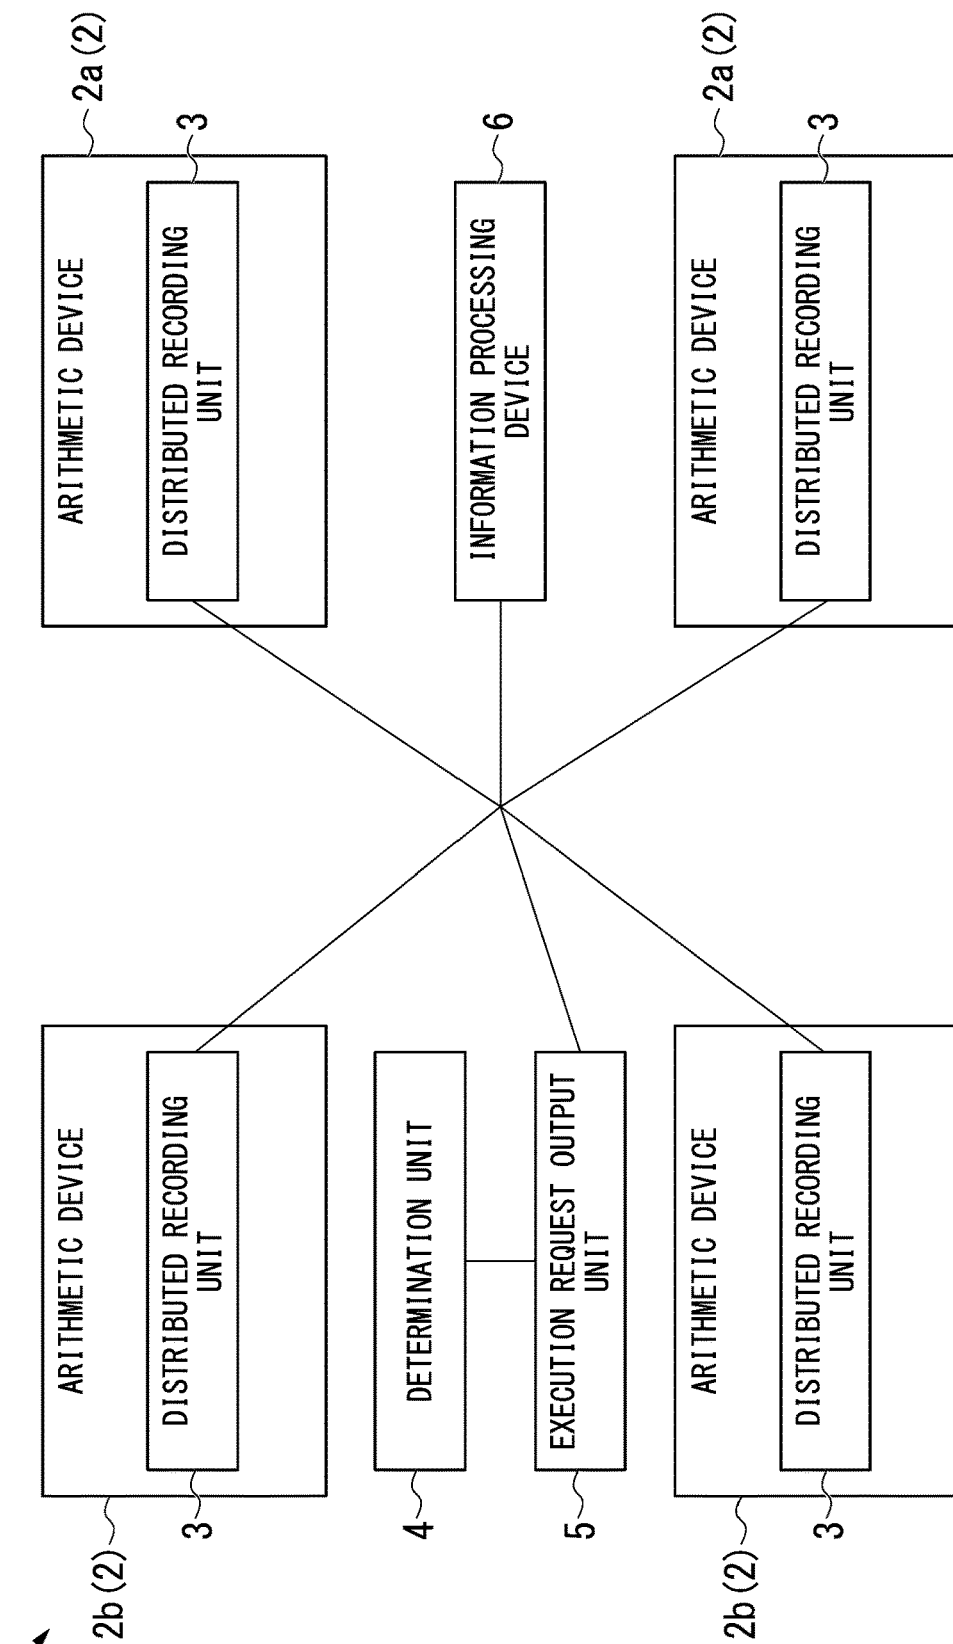 2b(2)
ARITHMETIC DEVICE
3
DISTRIBUTED RECORDING
UNIT
ARITHMETIC DEVICE
2a(2)
DISTRIBUTED RECORDING
UNIT
3
4
DETERMINATION UNIT
5
EXECUTION REQUEST OUTPUT
UNIT
INFORMATION PROCESSING
DEVICE
6
2b(2)
ARITHMETIC DEVICE
3
DISTRIBUTED RECORDING
UNIT
ARITHMETIC DEVICE
2a(2)
DISTRIBUTED RECORDING
UNIT
3